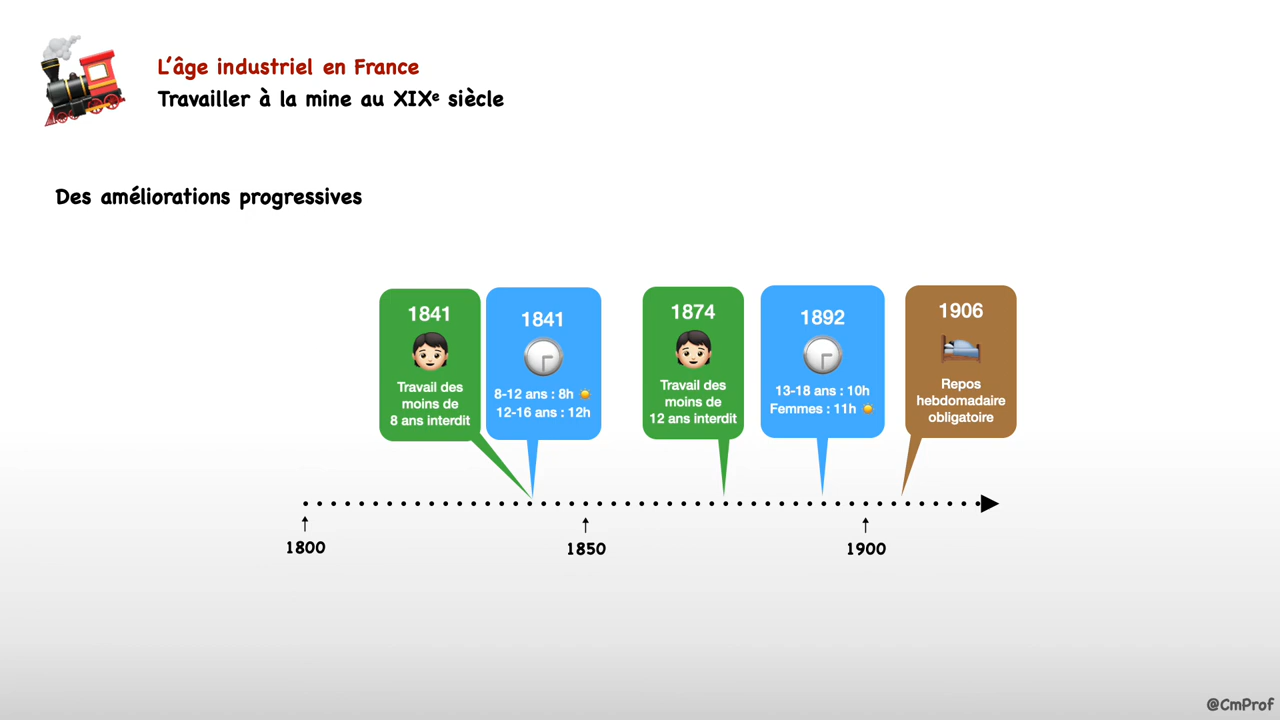 L'âge industriel en France
Travailler à la mine au XIXe siècle
Des améliorations progressives
1841
Travail des
moins de
8 ans interdit
1841
8-12 ans : 8h
12-16 ans : 12h
1874
Travail des
moins de
12 ans interdit
1892
13-18 ans : 10h
Femmes : 11h
1906
Repos
hebdomadaire
obligatoire
1800
1850
1900
@CmProf